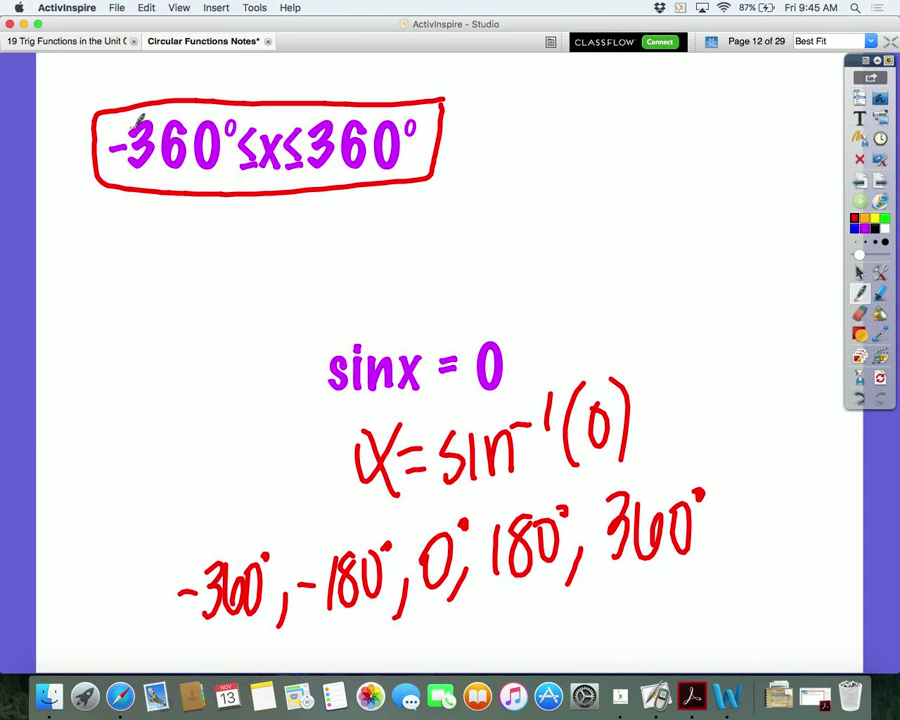 ActivInspire File Edit View Insert Tools Help 87% Fri 9:45 AM
ActivInspire - Studio
19 Trig Functions in the Unit C Circular Functions Notes* CLASSFLOW Connect Page 12 of 29 Best Fit
-360° ≤ x ≤ 360°
sinx = 0
x = sin⁻¹(0)
-360°, -180°, 0°, 180°, 360°
NOV
13